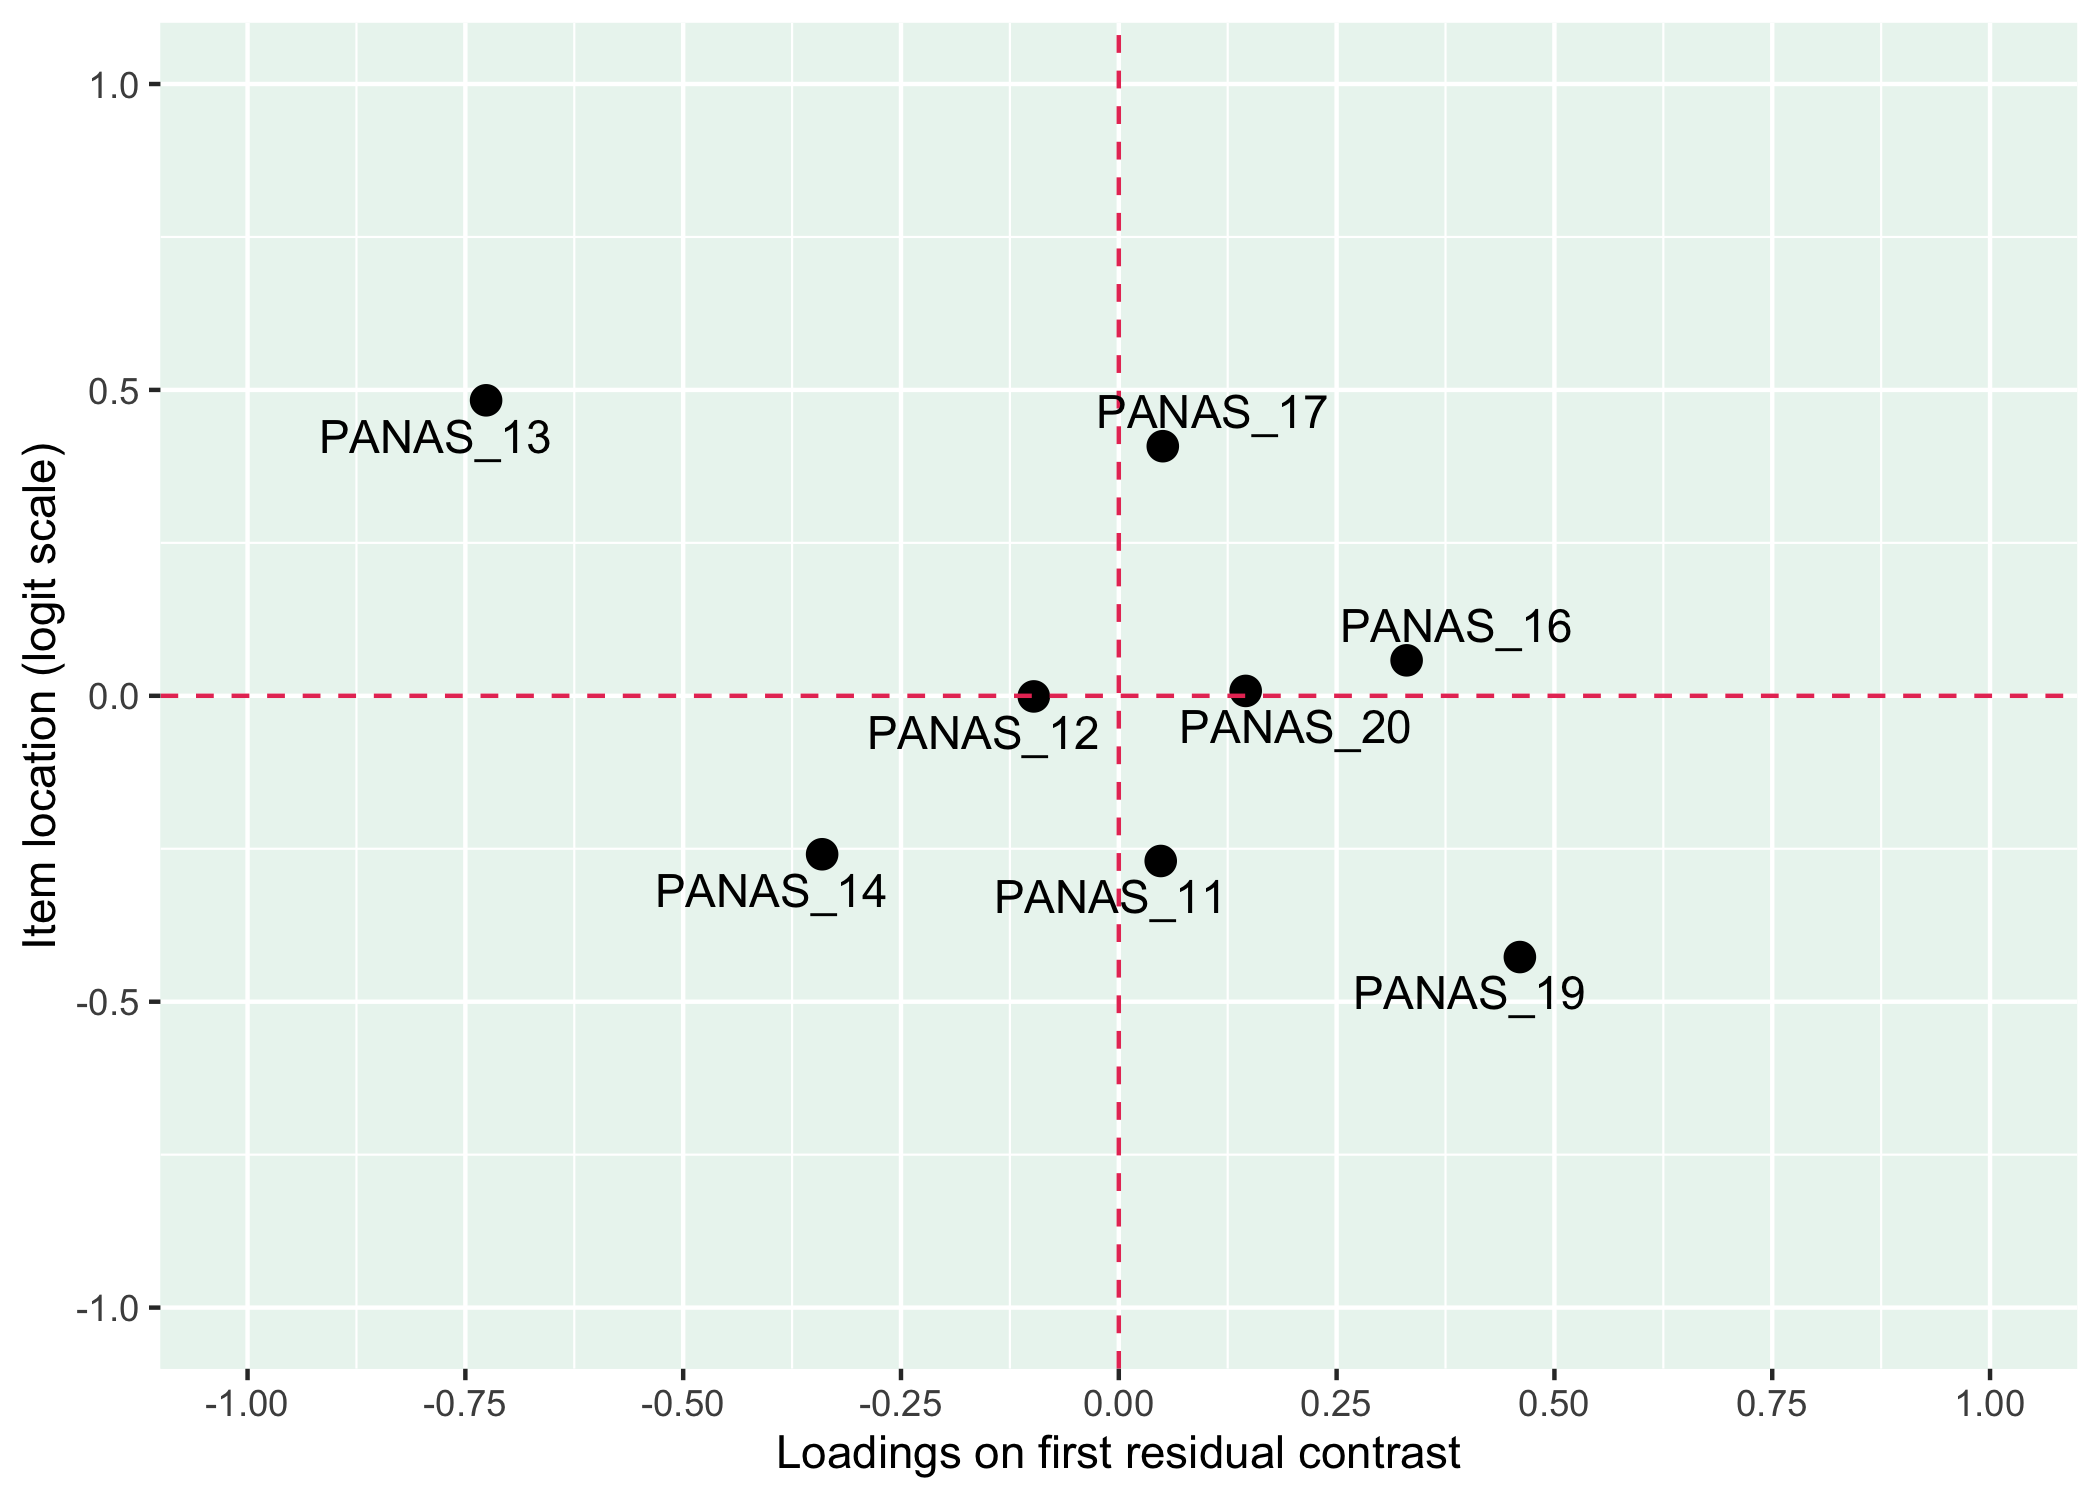 1.0
0.5
0.0
-0.5
-1.0
Item location (logit scale)
PANAS_13
PANAS_17
PANAS_16
PANAS_12
PANAS_20
PANAS_14
PANAS_11
PANAS_19
-1.00 -0.75 -0.50 -0.25 0.00 0.25 0.50 0.75 1.00
Loadings on first residual contrast